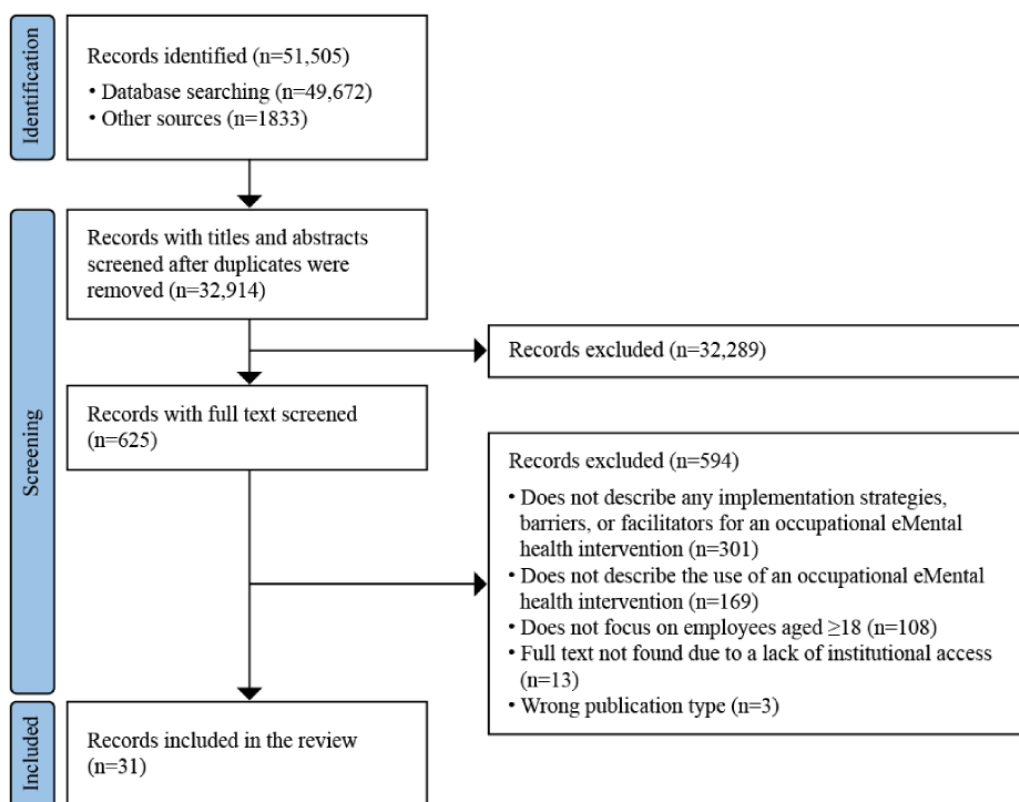 Identification
Records identified (n=51,505)
• Database searching (n=49,672)
• Other sources (n=1833)
Screening
Records with titles and abstracts
screened after duplicates were
removed (n=32,914)
Records excluded (n=32,289)
Records with full text screened
(n=625)
Records excluded (n=594)
• Does not describe any implementation strategies,
barriers, or facilitators for an occupational eMental
health intervention (n=301)
• Does not describe the use of an occupational eMental
health intervention (n=169)
• Does not focus on employees aged ≥18 (n=108)
• Full text not found due to a lack of institutional access
(n=13)
• Wrong publication type (n=3)
Included
Records included in the review
(n=31)